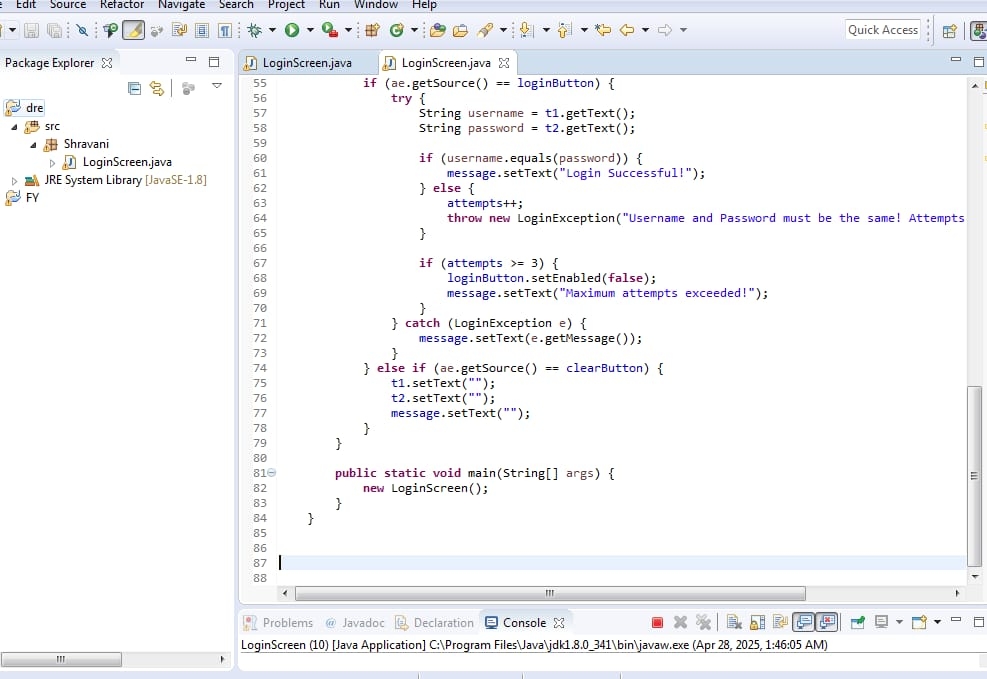 Edit Source Refactor Navigate Search Project Run Window Help
Quick Access
Package Explorer
dre
src
Shravani
LoginScreen.java
JRE System Library [JavaSE-1.8]
FY
LoginScreen.java LoginScreen.java
55 if (ae.getSource() == loginButton) {
56 try {
57 String username = t1.getText();
58 String password = t2.getText();
59
60 if (username.equals(password)) {
61 message.setText("Login Successful!");
62 } else {
63 attempts++;
64 throw new LoginException("Username and Password must be the same! Attempts
65 }
66
67 if (attempts >= 3) {
68 loginButton.setEnabled(false);
69 message.setText("Maximum attempts exceeded!");
70 }
71 } catch (LoginException e) {
72 message.setText(e.getMessage());
73 }
74 } else if (ae.getSource() == clearButton) {
75 t1.setText("");
76 t2.setText("");
77 message.setText("");
78 }
79 }
80
81 public static void main(String[] args) {
82 new LoginScreen();
83 }
84 }
85
86
87
88
Problems @ Javadoc Declaration Console
LoginScreen (10) [Java Application] C:\Program Files\Java\jdk1.8.0_341\bin\javaw.exe (Apr 28, 2025, 1:46:05 AM)